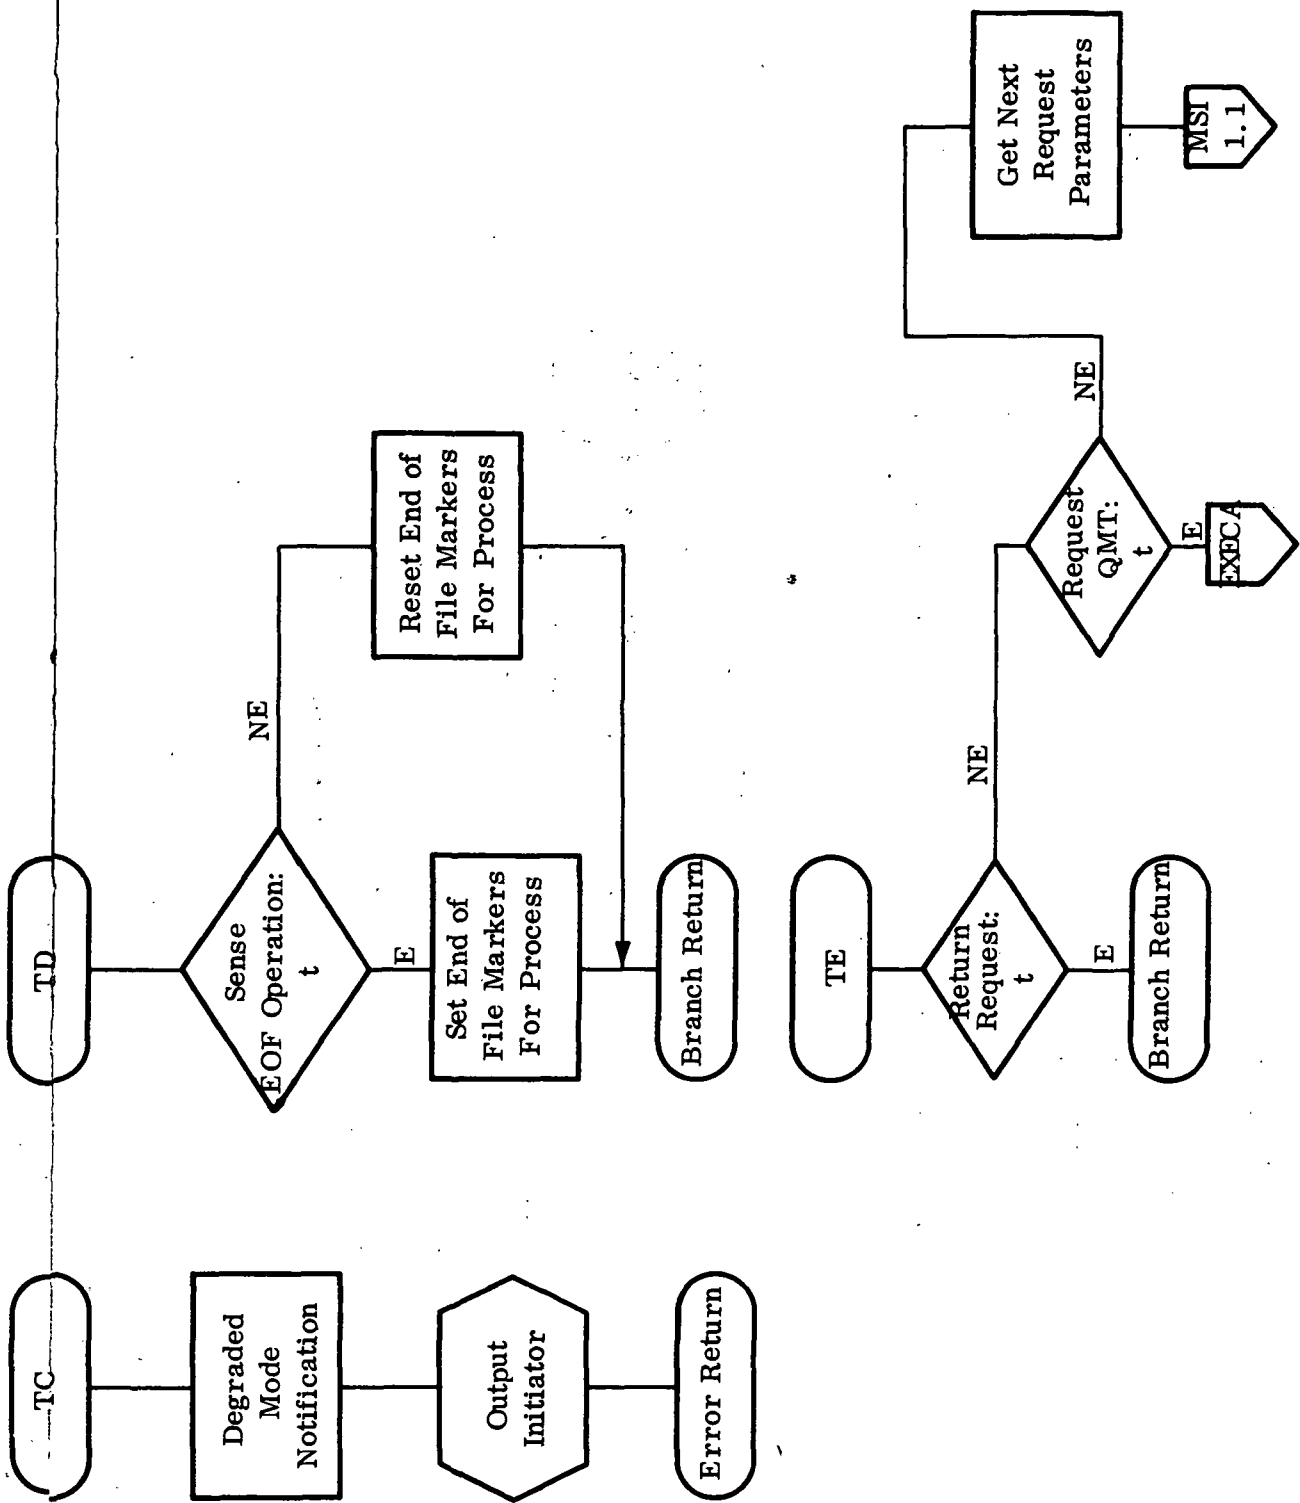 TC
Degraded
Mode
Notification
Output
Initiator
Error Return
TD
Sense
EOF Operation:
t
NE
E
Set End of
File Markers
For Process
Reset End of
File Markers
For Process
Branch Return
TE
Return
Request:
t
NE
E
Branch Return
Request
QMT:
t
NE
E
EXECA
Get Next
Request
Parameters
MSI
1.1